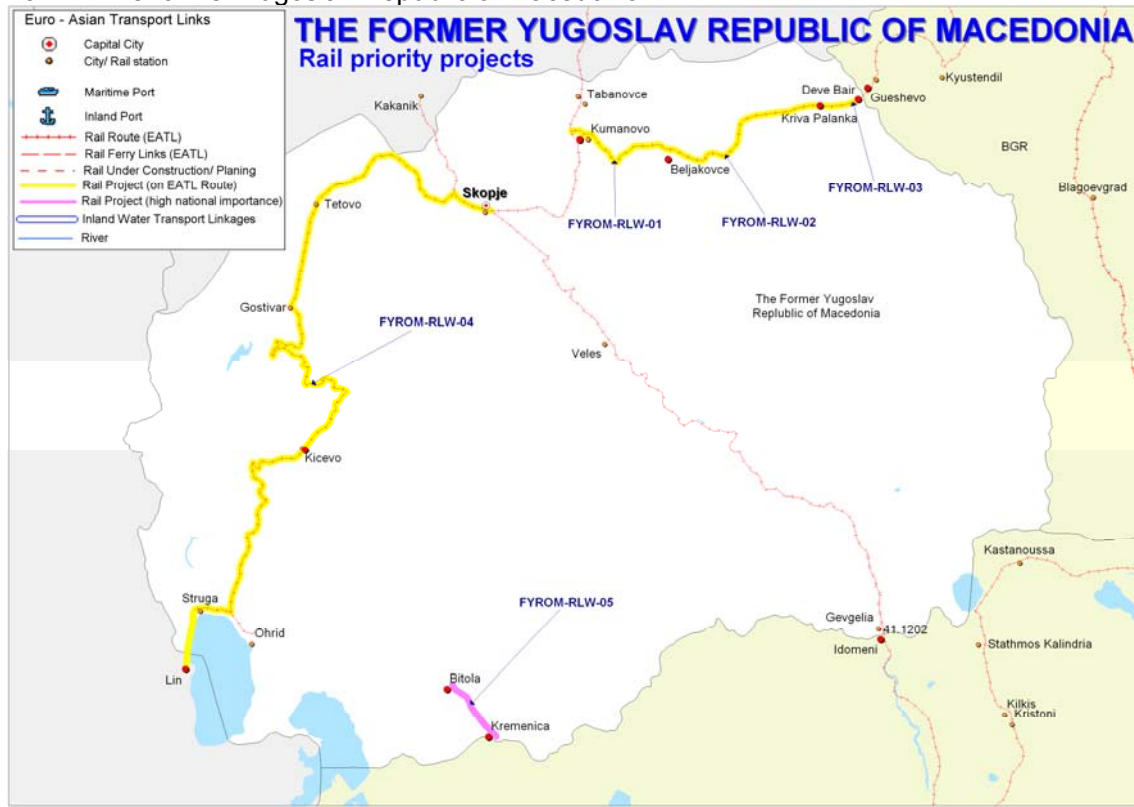 THE FORMER YUGOSLAV REPUBLIC OF MACEDONIA
Rail priority projects
Euro - Asian Transport Links
Capital City
City/ Rail station
Maritime Port
Inland Port
Rail Route (EATL)
Rail Ferry Links (EATL)
Rail Under Construction/ Planing
Rail Project (on EATL Route)
Rail Project (high national importance)
Inland Water Transport Linkages
River
Kakanik
Tabanovce
Kumanovo
Beljakovce
Deve Bair
Kriva Palanka
Gueshevo
Kyustendil
BGR
Blagoevgrad
FYROM-RLW-01
FYROM-RLW-02
FYROM-RLW-03
Skopje
Tetovo
Gostivar
FYROM-RLW-04
The Former Yugoslav
Replublic of Macedonia
Veles
Kicevo
Struga
Ohrid
Lin
FYROM-RLW-05
Bitola
Kremenica
Gevgelia
41.1202
Idomeni
Kastanoussa
Stathmos Kalindria
Kilkis
Kristoni